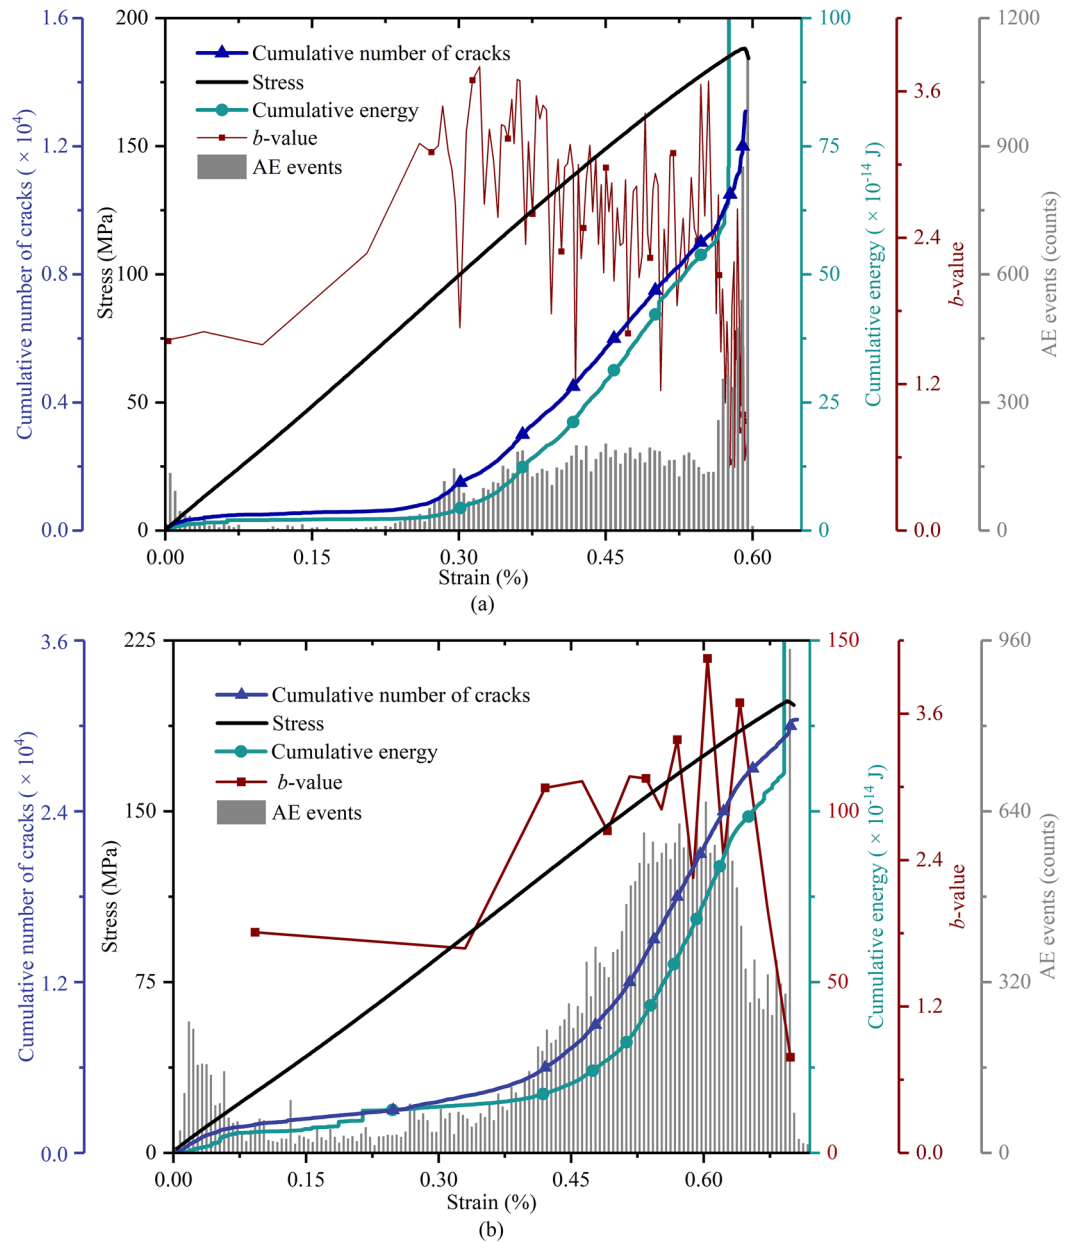 Cumulative number of cracks ( × 10⁴)
1.6
1.2
0.8
0.4
0.0
Stress (MPa)
200
150
100
50
0
Cumulative number of cracks
Stress
Cumulative energy
b-value
AE events
100
75
50
25
0
Cumulative energy ( × 10⁻¹⁴ J)
3.6
2.4
1.2
0.0
b-value
1200
900
600
300
0
AE events (counts)
0.00 0.15 0.30 0.45 0.60
Strain (%)
(a)
Cumulative number of cracks ( × 10⁴)
3.6
2.4
1.2
0.0
Stress (MPa)
225
150
75
0
Cumulative number of cracks
Stress
Cumulative energy
b-value
AE events
150
100
50
0
Cumulative energy ( × 10⁻¹⁴ J)
3.6
2.4
1.2
0.0
b-value
960
640
320
0
AE events (counts)
0.00 0.15 0.30 0.45 0.60
Strain (%)
(b)